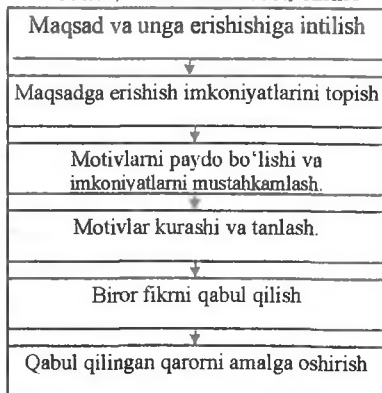 Maqsad va unga erishishiga intilish
Maqsadga erishish imkoniyatlarini topish
Motivlarni paydo bo‘lishi va
imkoniyatlarni mustahkamlash.
Motivlar kurashi va tanlash.
Biror fikrni qabul qilish
Qabul qilingan qarorni amalga oshirish